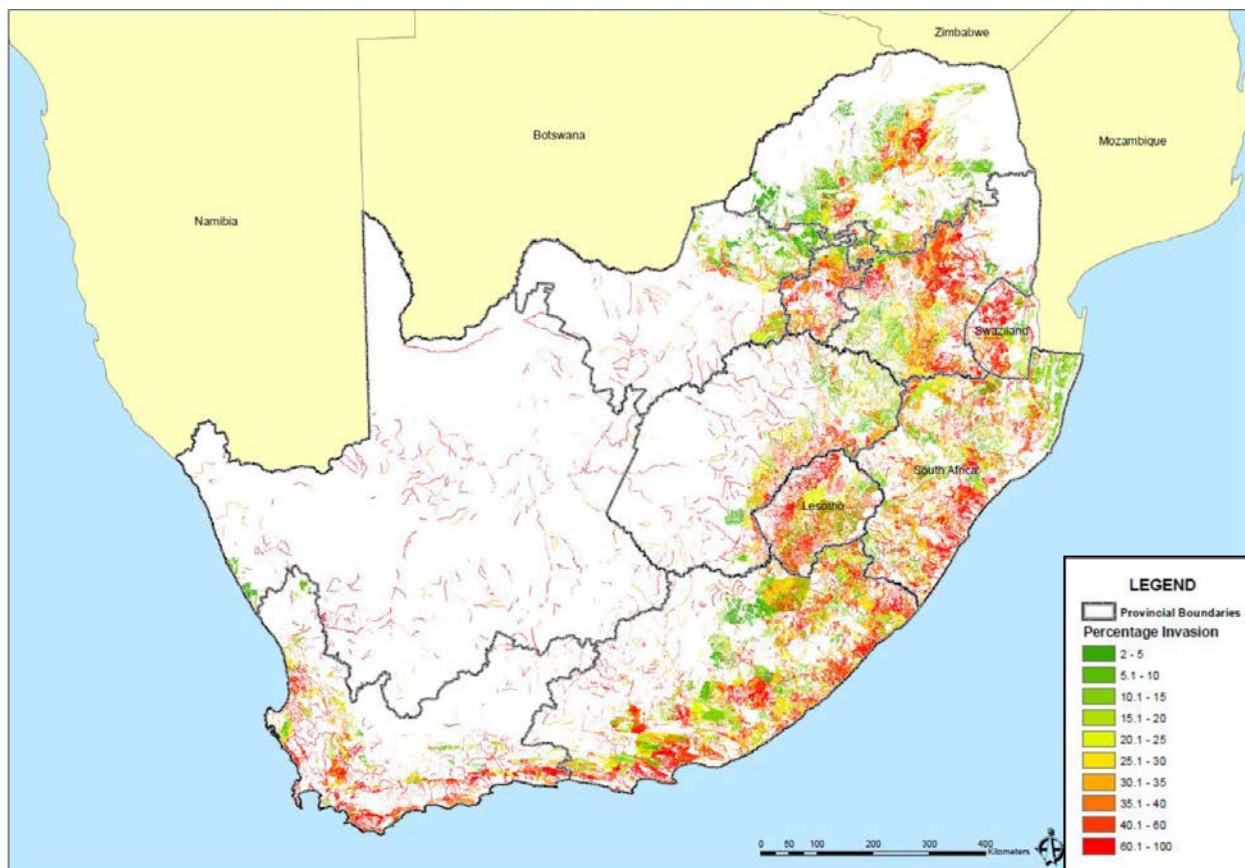 Zimbabwe
Botswana
Mozambique
Namibia
Swaziland
South Africa
Lesotho
LEGEND
Provincial Boundaries
Percentage Invasion
2 - 5
5.1 - 10
10.1 - 15
15.1 - 20
20.1 - 25
25.1 - 30
30.1 - 35
35.1 - 40
40.1 - 60
60.1 - 100
0 50 100 200 300 400
Kilometers